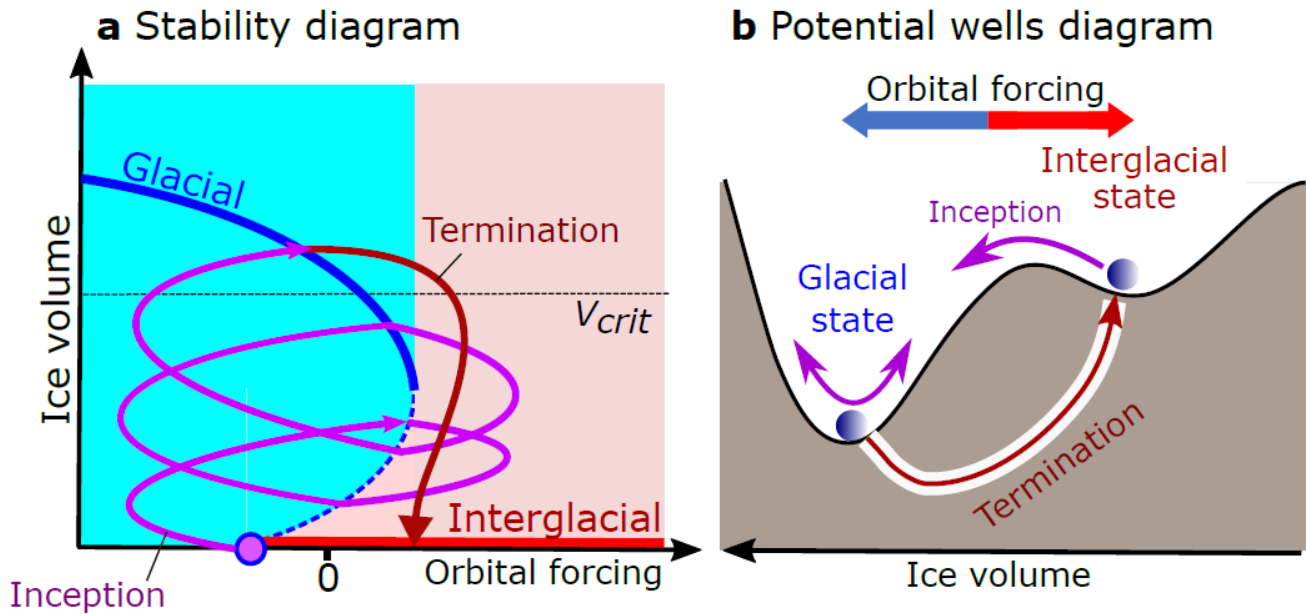 a Stability diagram
Ice volume
Glacial
Termination
Vcrit
Interglacial
0
Orbital forcing
Inception
b Potential wells diagram
Orbital forcing
Interglacial
state
Inception
Glacial
state
Termination
Ice volume